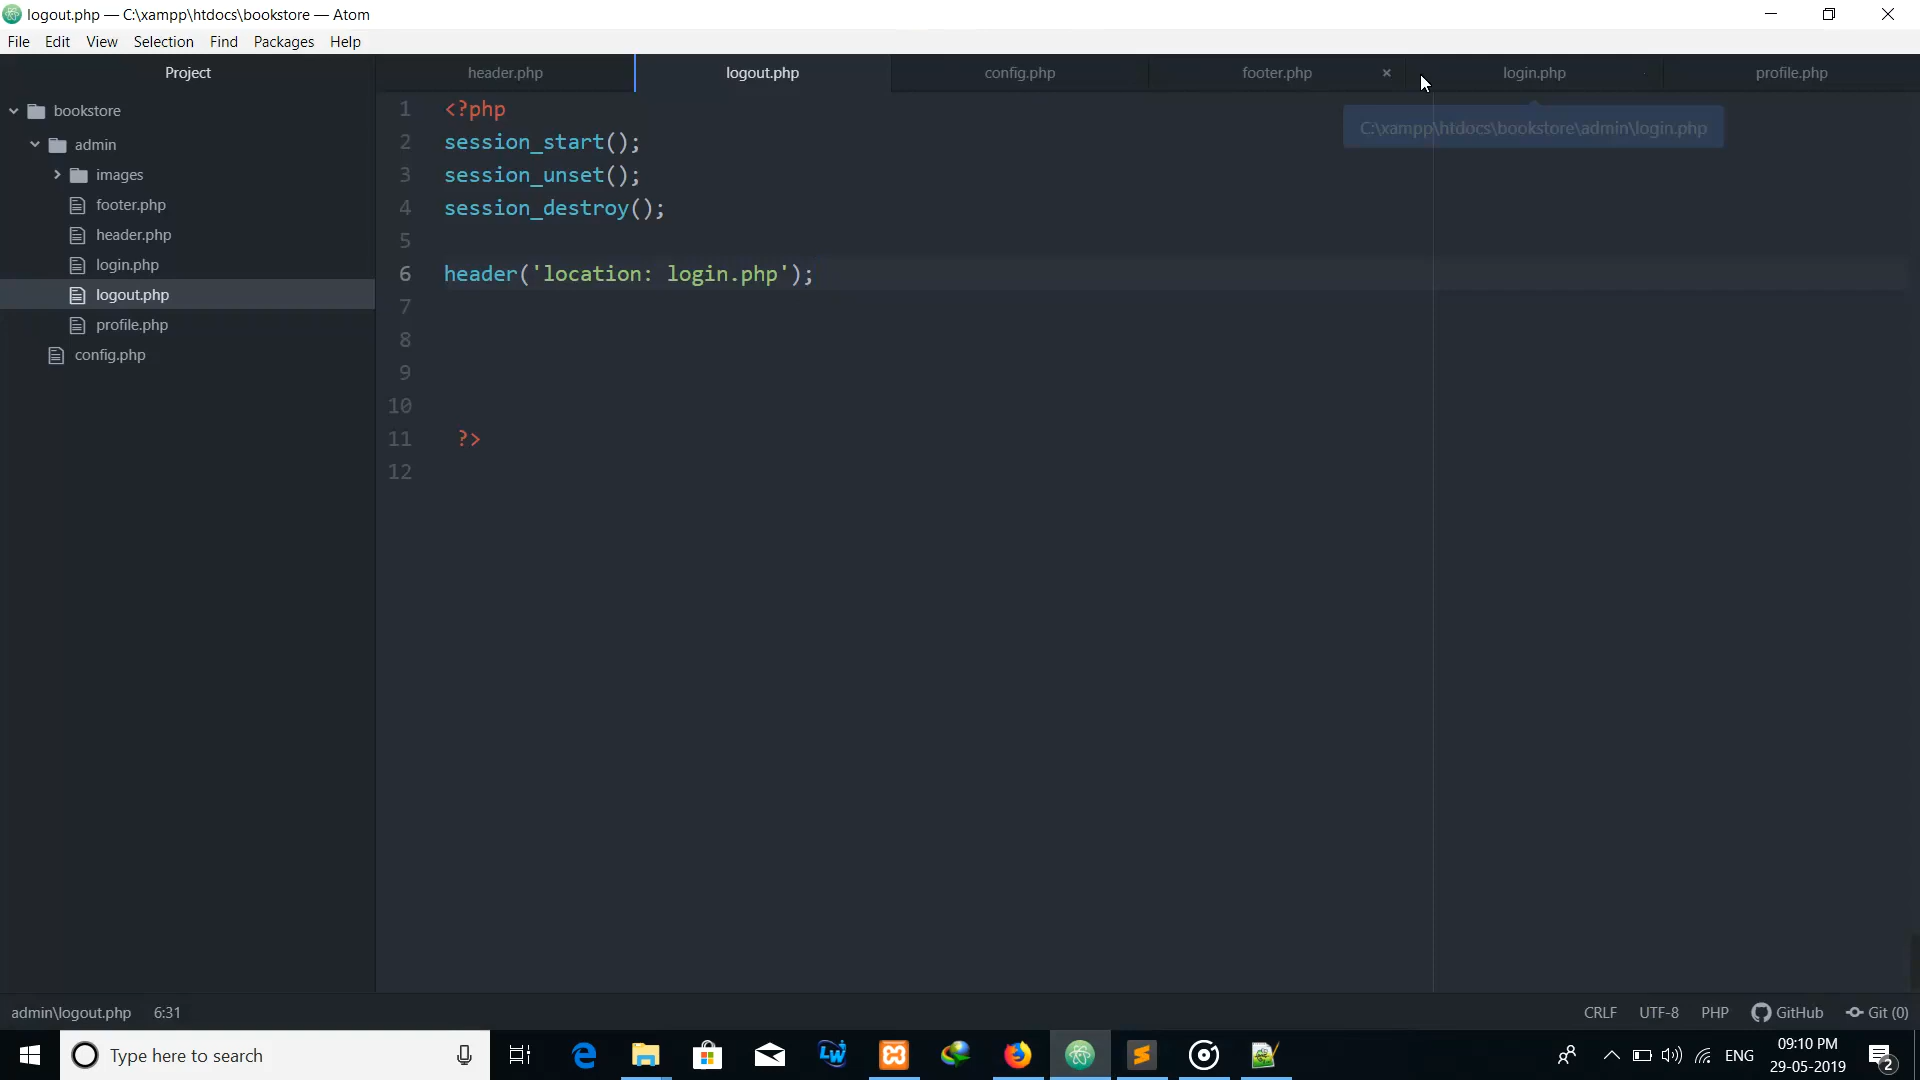 logout.php — C:\xampp\htdocs\bookstore — Atom
File Edit View Selection Find Packages Help
Project
bookstore
admin
images
footer.php
header.php
login.php
logout.php
profile.php
config.php
header.php logout.php config.php footer.php × login.php profile.php
C:\xampp\htdocs\bookstore\admin\login.php
1 <?php
2 session_start();
3 session_unset();
4 session_destroy();
5
6 header('location: login.php');
7
8
9
10
11 ?>
12
admin\logout.php 6:31
CRLF UTF-8 PHP GitHub Git (0)
Type here to search
ENG
09:10 PM
29-05-2019
2